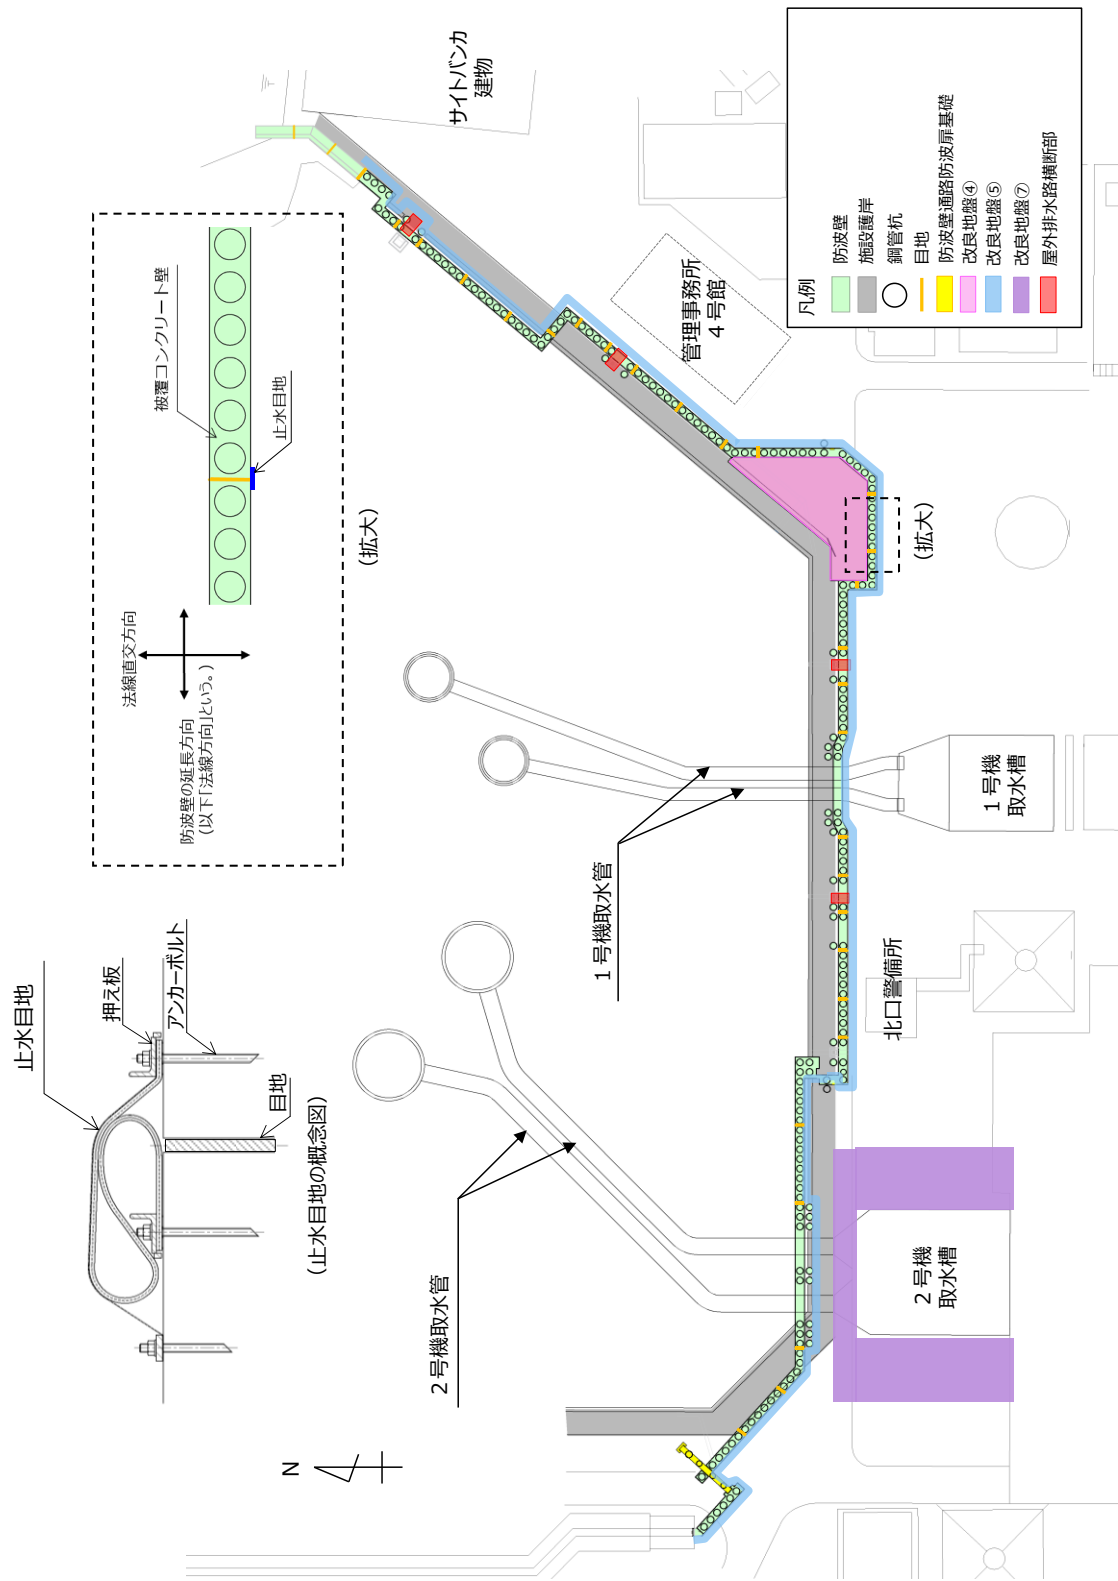 止水目地
押え板
アンカーボルト
目地
(止水目地の概念図)
法線直交方向
防波壁の延長方向
(以下「法線方向」という。)
被覆コンクリート壁
止水目地
(拡大)
サイトバンカ
建物
N
2号機取水管
1号機取水管
管理事務所
4号館
(拡大)
北口警備所
2号機
取水槽
1号機
取水槽
凡例
防波壁
施設護岸
鋼管杭
目地
防波壁通路防波扉基礎
改良地盤④
改良地盤⑤
改良地盤⑦
屋外排水路横断部